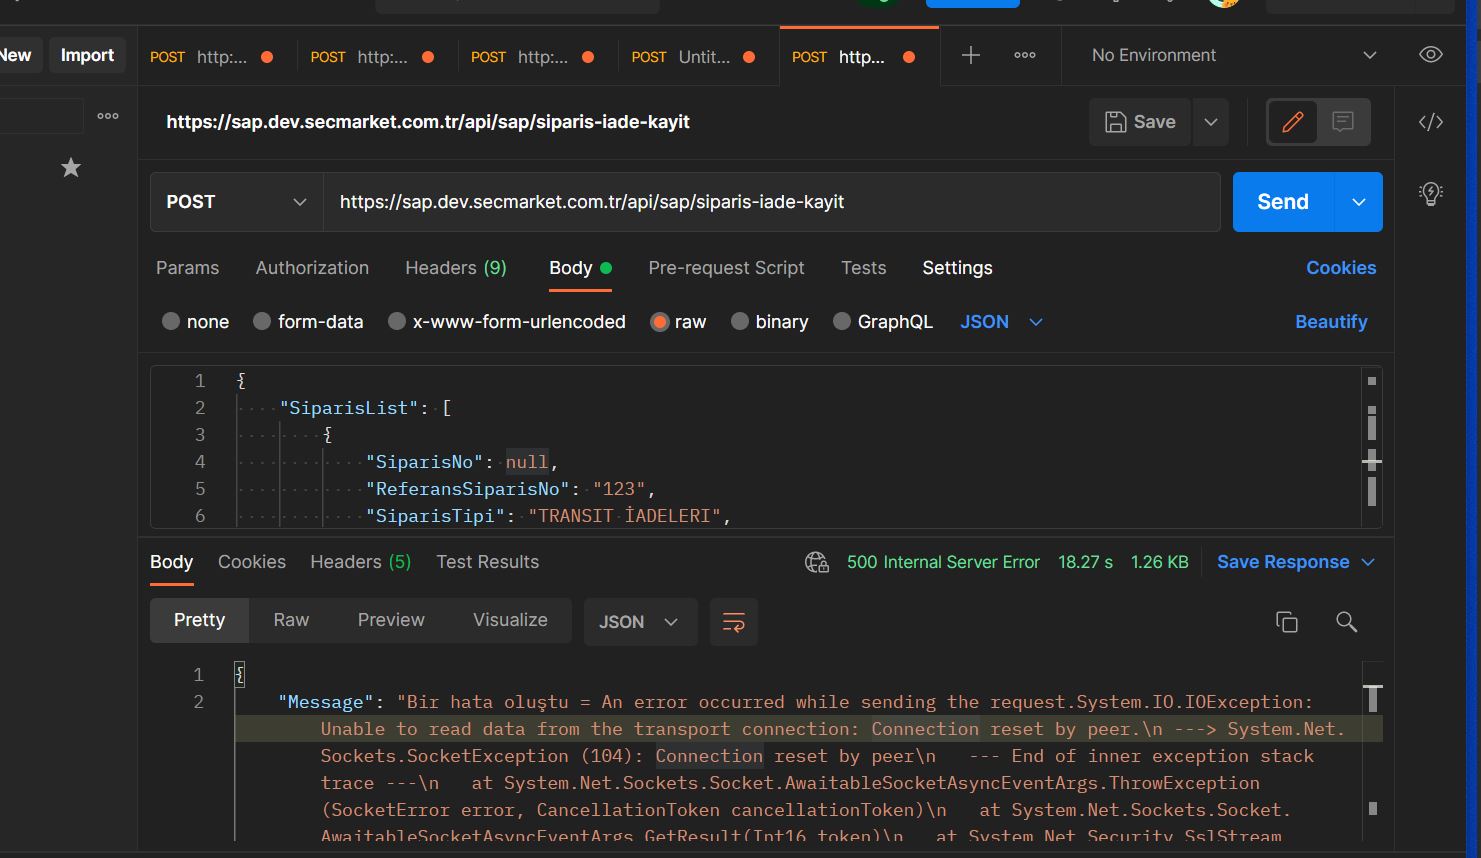 New
Import
POST http:...
POST http:...
POST http:...
POST Untit...
POST http...
No Environment
https://sap.dev.secmarket.com.tr/api/sap/siparis-iade-kayit
Save
POST
https://sap.dev.secmarket.com.tr/api/sap/siparis-iade-kayit
Send
Params Authorization Headers (9) Body Pre-request Script Tests Settings Cookies
none form-data x-www-form-urlencoded raw binary GraphQL JSON Beautify
1 {
2 "SiparisList": [
3 {
4 "SiparisNo": null,
5 "ReferansSiparisNo": "123",
6 "SiparisTipi": "TRANSIT İADELERI",
Body Cookies Headers (5) Test Results 500 Internal Server Error 18.27 s 1.26 KB Save Response
Pretty Raw Preview Visualize JSON
1 {
2 "Message": "Bir hata oluştu = An error occurred while sending the request.System.IO.IOException:
Unable to read data from the transport connection: Connection reset by peer.\n ---> System.Net.
Sockets.SocketException (104): Connection reset by peer\n --- End of inner exception stack
trace ---\n at System.Net.Sockets.Socket.AwaitableSocketAsyncEventArgs.ThrowException
(SocketError error, CancellationToken cancellationToken)\n at System.Net.Sockets.Socket.
AwaitableSocketAsyncEventArgs.GetResult(Int16 token)\n at System.Net.Security.SslStream